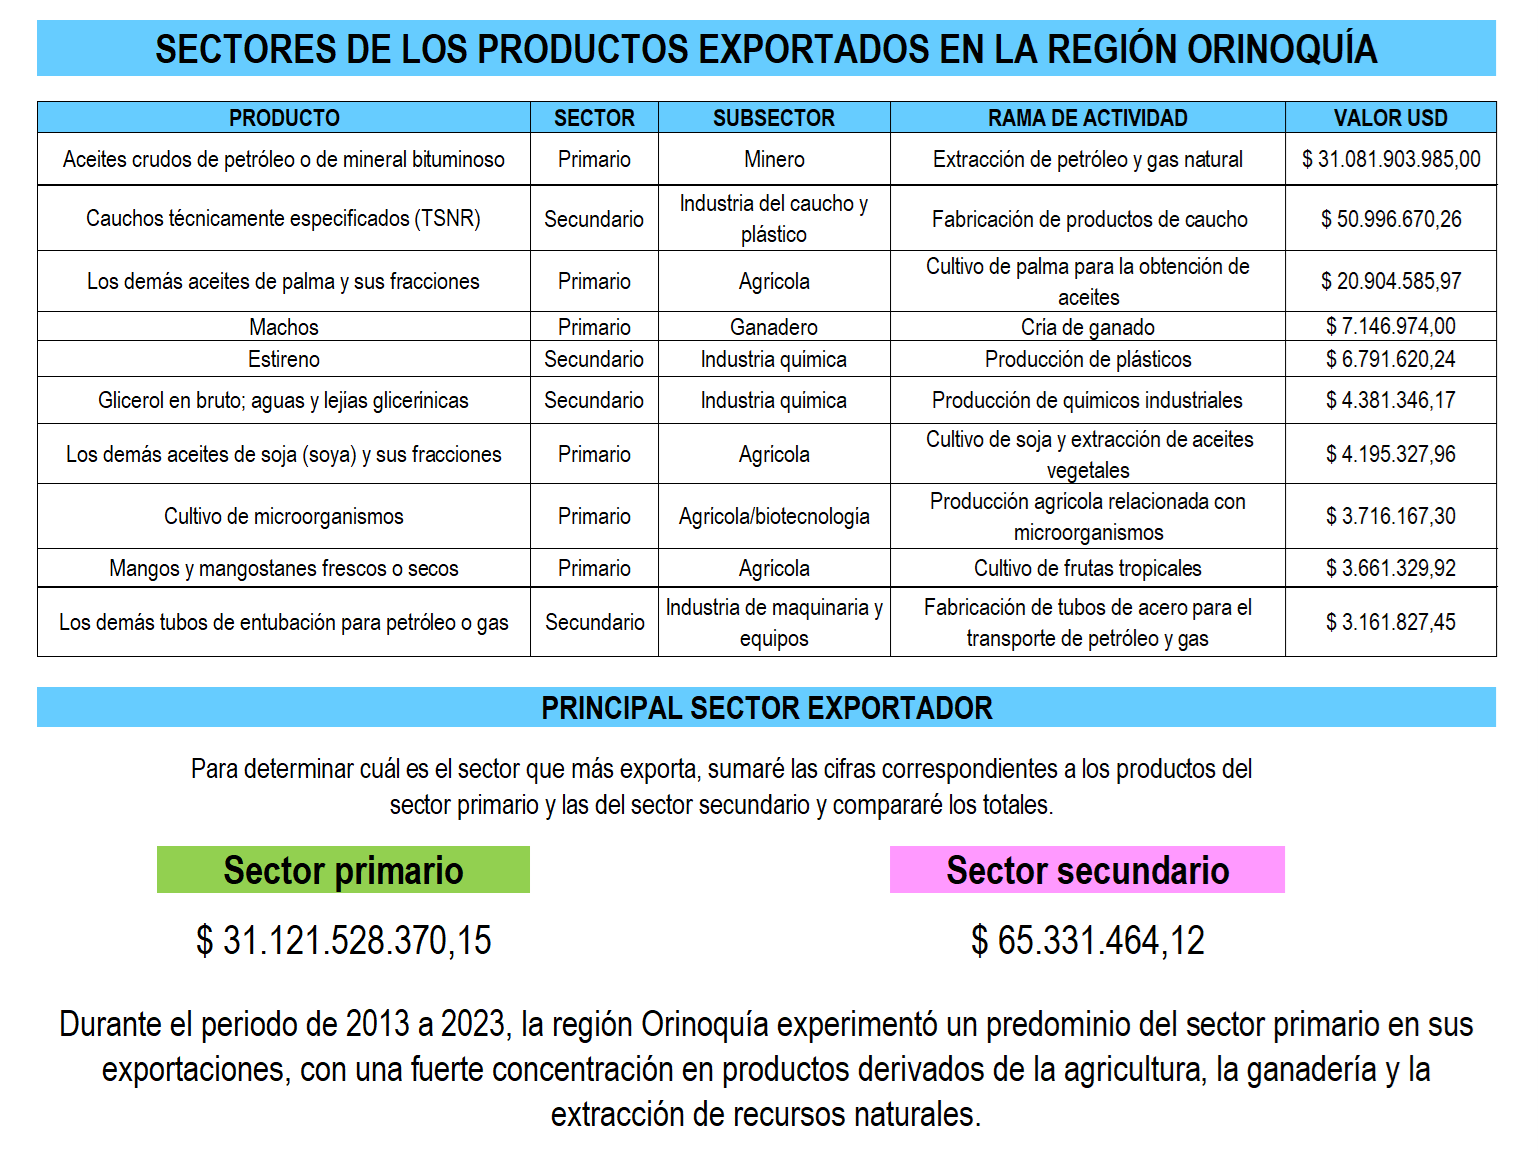 SECTORES DE LOS PRODUCTOS EXPORTADOS EN LA REGIÓN ORINOQUÍA
PRODUCTO SECTOR SUBSECTOR RAMA DE ACTIVIDAD VALOR USD
Aceites crudos de petróleo o de mineral bituminoso Primario Minero Extracción de petróleo y gas natural $ 31.081.903.985,00
Cauchos técnicamente especificados (TSNR) Secundario Industria del caucho y
plástico Fabricación de productos de caucho $ 50.996.670,26
Los demás aceites de palma y sus fracciones Primario Agrícola Cultivo de palma para la obtención de
aceites $ 20.904.585,97
Machos Primario Ganadero Cría de ganado $ 7.146.974,00
Estireno Secundario Industria química Producción de plásticos $ 6.791.620,24
Glicerol en bruto; aguas y lejías glicerínicas Secundario Industria química Producción de químicos industriales $ 4.381.346,17
Los demás aceites de soja (soya) y sus fracciones Primario Agrícola Cultivo de soja y extracción de aceites
vegetales $ 4.195.327,96
Cultivo de microorganismos Primario Agrícola/biotecnología Producción agrícola relacionada con
microorganismos $ 3.716.167,30
Mangos y mangostanes frescos o secos Primario Agrícola Cultivo de frutas tropicales $ 3.661.329,92
Los demás tubos de entubación para petróleo o gas Secundario Industria de maquinaria y
equipos Fabricación de tubos de acero para el
transporte de petróleo y gas $ 3.161.827,45
PRINCIPAL SECTOR EXPORTADOR
Para determinar cuál es el sector que más exporta, sumaré las cifras correspondientes a los productos del
sector primario y las del sector secundario y compararé los totales.
Sector primario Sector secundario
$ 31.121.528.370,15 $ 65.331.464,12
Durante el periodo de 2013 a 2023, la región Orinoquía experimentó un predominio del sector primario en sus
exportaciones, con una fuerte concentración en productos derivados de la agricultura, la ganadería y la
extracción de recursos naturales.